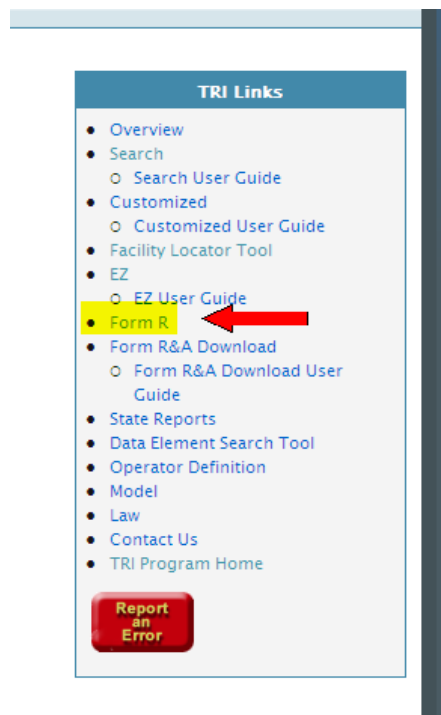 TRI Links
• Overview
• Search
o Search User Guide
• Customized
o Customized User Guide
• Facility Locator Tool
• EZ
o EZ User Guide
• Form R
• Form R&A Download
o Form R&A Download User
Guide
• State Reports
• Data Element Search Tool
• Operator Definition
• Model
• Law
• Contact Us
• TRI Program Home
Report
an
Error